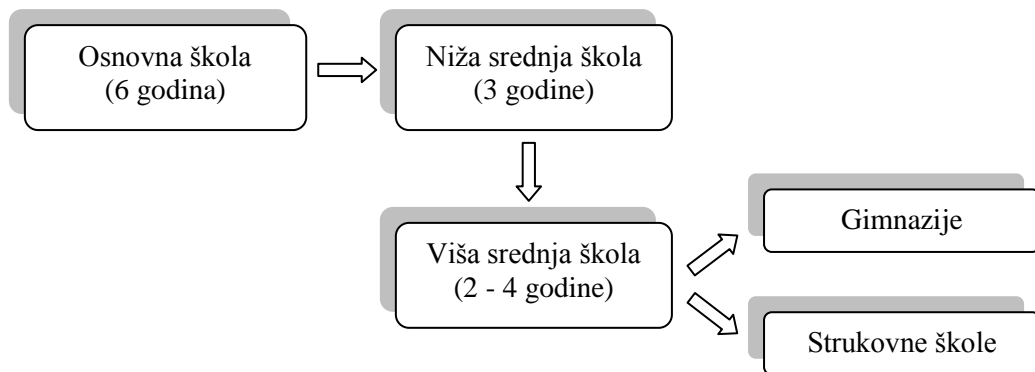 Osnovna škola
(6 godina)
Niža srednja škola
(3 godine)
Viša srednja škola
(2 - 4 godine)
Gimnazije
Strukovne škole